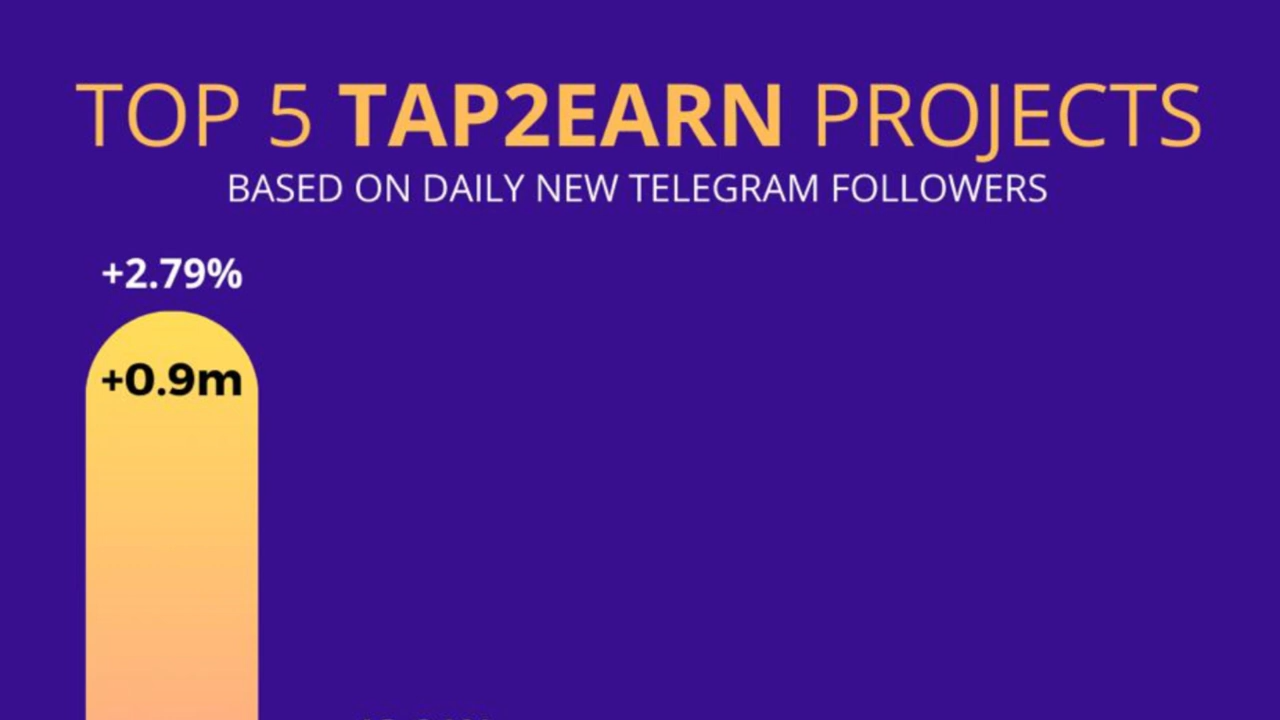 TOP 5 TAP2EARN PROJECTS
BASED ON DAILY NEW TELEGRAM FOLLOWERS
+2.79%
+0.9m